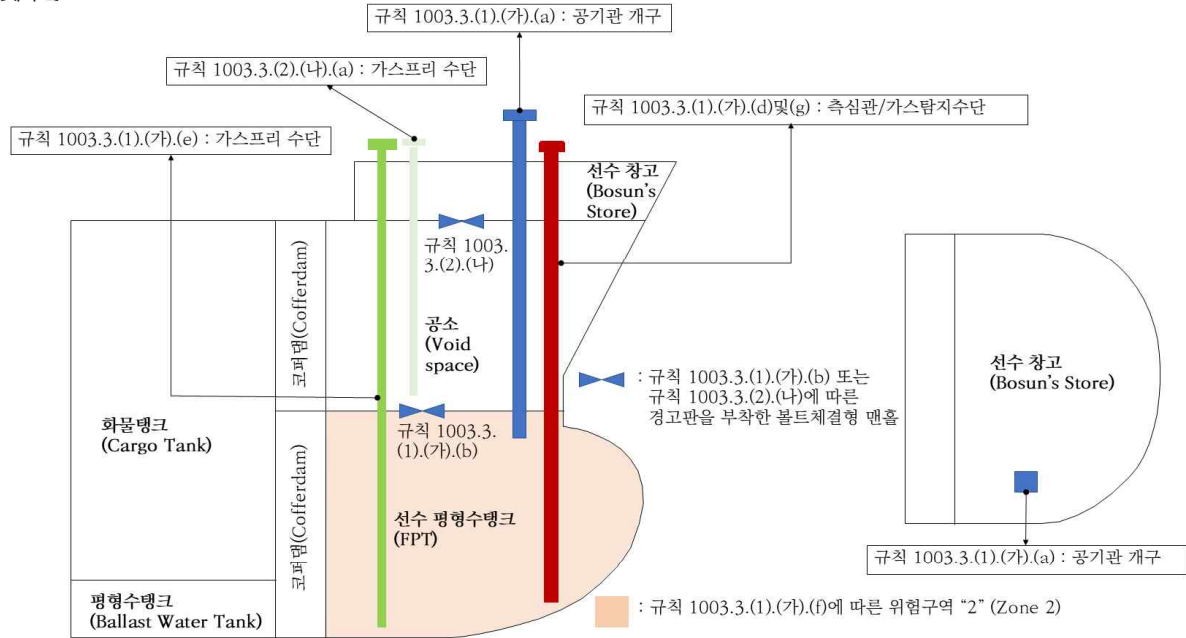 규칙 1003.3.(1).(가).(a) : 공기관 개구
규칙 1003.3.(2).(나).(a) : 가스프리 수단
규칙 1003.3.(1).(가).(d)및(g) : 측심관/가스탐지수단
규칙 1003.3.(1).(가).(e) : 가스프리 수단
선수 창고
(Bosun's
Store)
규칙 1003.
3.(2).(나)
코퍼댐(Cofferdam)
공소
(Void
space)
선수 창고
(Bosun's Store)
: 규칙 1003.3.(1).(가).(b) 또는
규칙 1003.3.(2).(나)에 따른
경고판을 부착한 볼트체결형 맨홀
화물탱크
(Cargo Tank)
규칙 1003.3.
(1).(가).(b)
코퍼댐(Cofferdam)
선수 평형수탱크
(FPT)
규칙 1003.3.(1).(가).(a) : 공기관 개구
평형수탱크
(Ballast Water Tank)
: 규칙 1003.3.(1).(가).(f)에 따른 위험구역 "2" (Zone 2)